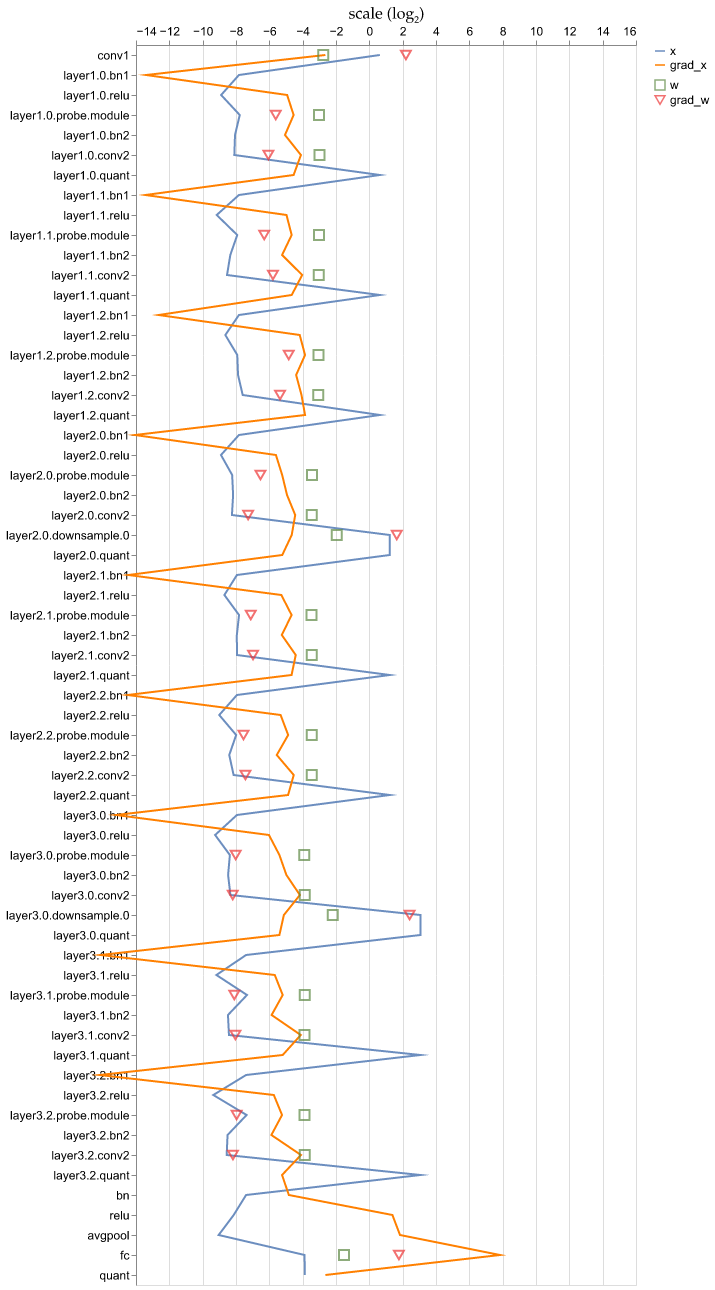 scale (log₂)
−14 −12 −10 −8 −6 −4 −2 0 2 4 6 8 10 12 14 16
x
grad_x
w
grad_w
conv1
layer1.0.bn1
layer1.0.relu
layer1.0.probe.module
layer1.0.bn2
layer1.0.conv2
layer1.0.quant
layer1.1.bn1
layer1.1.relu
layer1.1.probe.module
layer1.1.bn2
layer1.1.conv2
layer1.1.quant
layer1.2.bn1
layer1.2.relu
layer1.2.probe.module
layer1.2.bn2
layer1.2.conv2
layer1.2.quant
layer2.0.bn1
layer2.0.relu
layer2.0.probe.module
layer2.0.bn2
layer2.0.conv2
layer2.0.downsample.0
layer2.0.quant
layer2.1.bn1
layer2.1.relu
layer2.1.probe.module
layer2.1.bn2
layer2.1.conv2
layer2.1.quant
layer2.2.bn1
layer2.2.relu
layer2.2.probe.module
layer2.2.bn2
layer2.2.conv2
layer2.2.quant
layer3.0.bn1
layer3.0.relu
layer3.0.probe.module
layer3.0.bn2
layer3.0.conv2
layer3.0.downsample.0
layer3.0.quant
layer3.1.bn1
layer3.1.relu
layer3.1.probe.module
layer3.1.bn2
layer3.1.conv2
layer3.1.quant
layer3.2.bn1
layer3.2.relu
layer3.2.probe.module
layer3.2.bn2
layer3.2.conv2
layer3.2.quant
bn
relu
avgpool
fc
quant